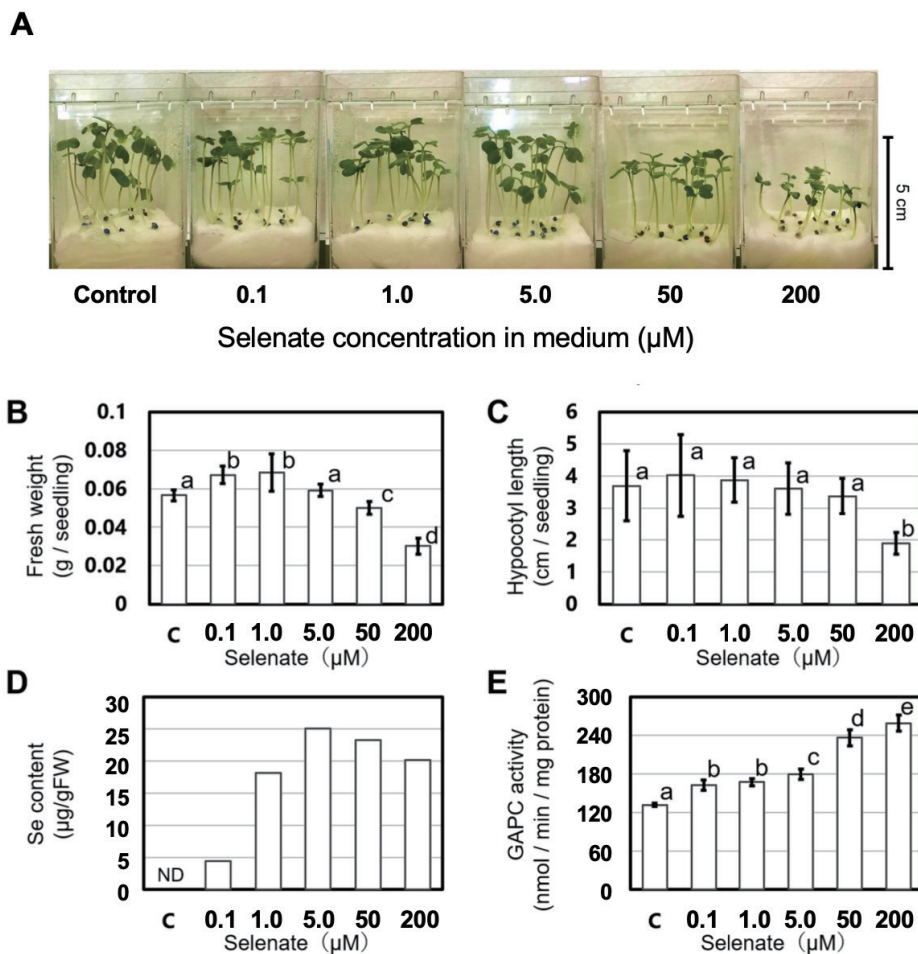 A
5 cm
Control 0.1 1.0 5.0 50 200
Selenate concentration in medium (µM)
B
Fresh weight
(g / seedling)
0.1
0.08
0.06
0.04
0.02
0
a b b a c d
C 0.1 1.0 5.0 50 200
Selenate (µM)
C
Hypocotyl length
(cm / seedling)
6
5
4
3
2
1
0
a a a a a b
C 0.1 1.0 5.0 50 200
Selenate (µM)
D
Se content
(µg/gFW)
30
25
20
15
10
5
0
ND
C 0.1 1.0 5.0 50 200
Selenate (µM)
E
GAPC activity
(nmol / min / mg protein)
300
240
180
120
60
0
a b b c d e
C 0.1 1.0 5.0 50 200
Selenate (µM)